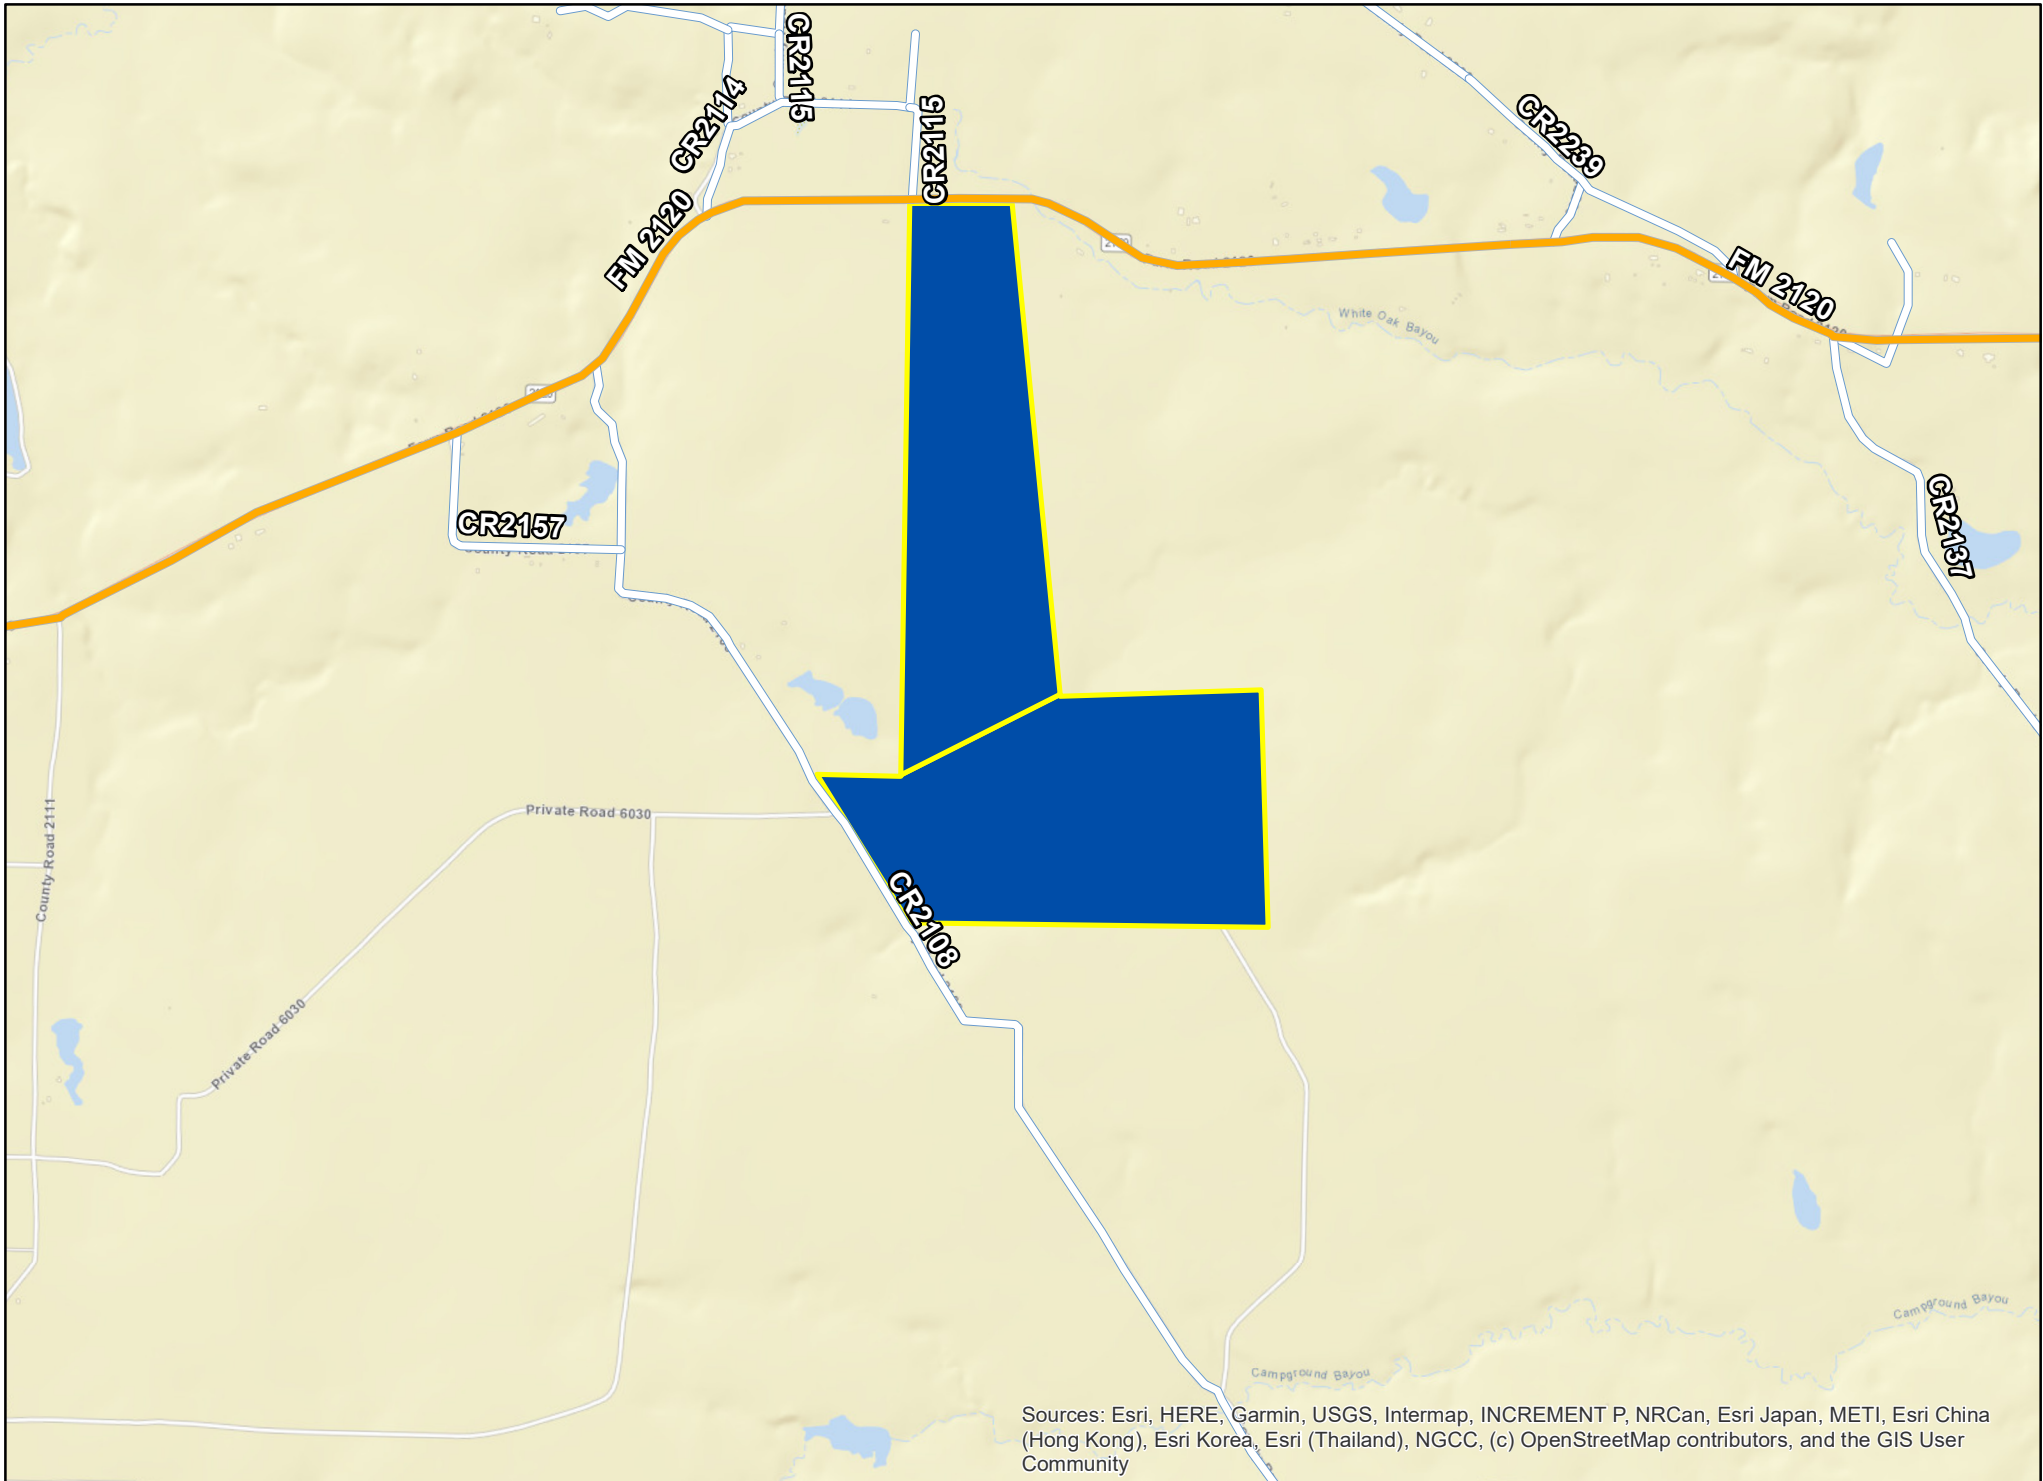 CR2115
CR2114
CR2115
CR2239
FM 2120
FM 2120
White Oak Bayou
CR2157
CR2137
Private Road 6030
County Road 2111
CR2108
Private Road 6030
Campground Bayou
Campground Bayou
Sources: Esri, HERE, Garmin, USGS, Intermap, INCREMENT P, NRCan, Esri Japan, METI, Esri China
(Hong Kong), Esri Korea, Esri (Thailand), NGCC, (c) OpenStreetMap contributors, and the GIS User
Community